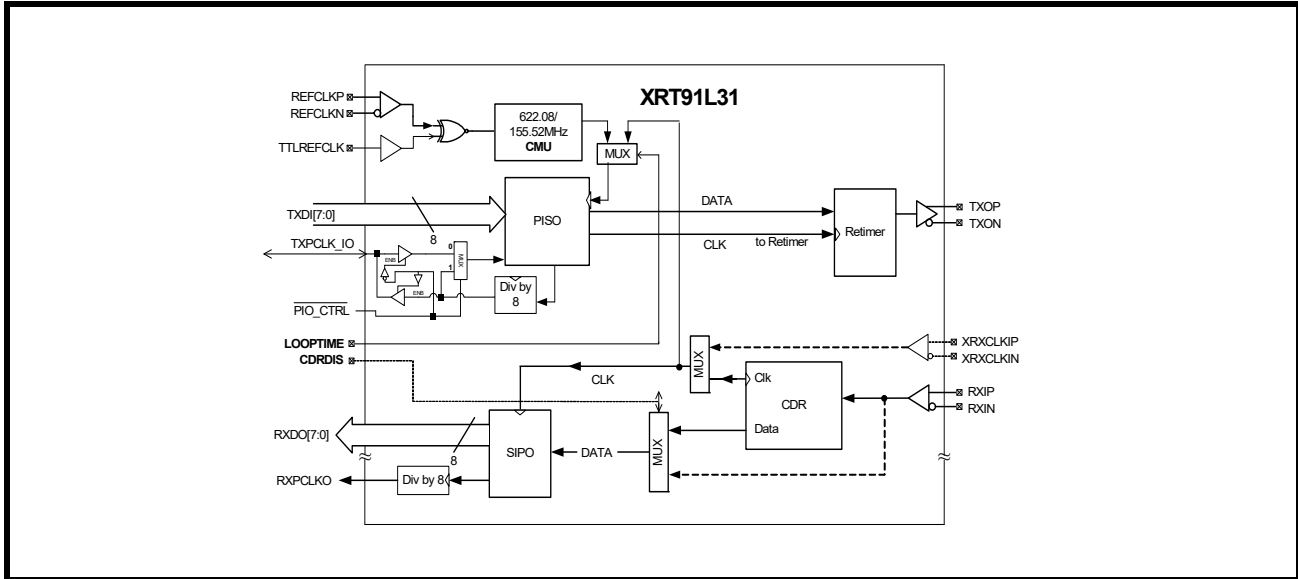 XRT91L31
REFCLKP
REFCLKN
TTLREFCLK
622.08/
155.52MHz
CMU
MUX
TXDI[7:0]
8
PISO
DATA
CLK
to Retimer
Retimer
TXOP
TXON
TXPCLK_IO
ENB
0
MUX
1
ENB
Div by
8
PIO_CTRL
LOOPTIME
CDRDIS
MUX
XRXCLKIP
XRXCLKIN
CLK
Clk
CDR
Data
RXIP
RXIN
RXDO[7:0]
8
SIPO
DATA
MUX
RXPCLKO
Div by 8